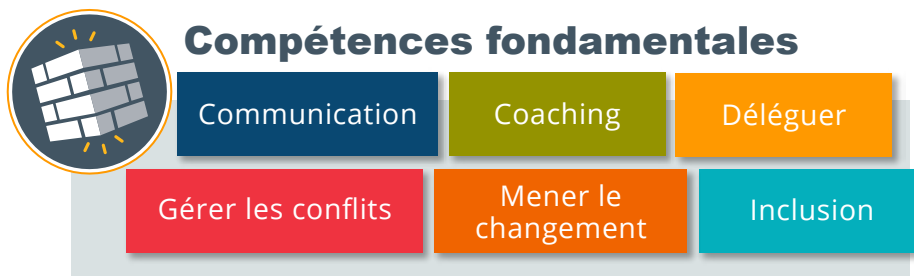 Compétences fondamentales
Communication
Coaching
Déléguer
Gérer les conflits
Mener le
changement
Inclusion